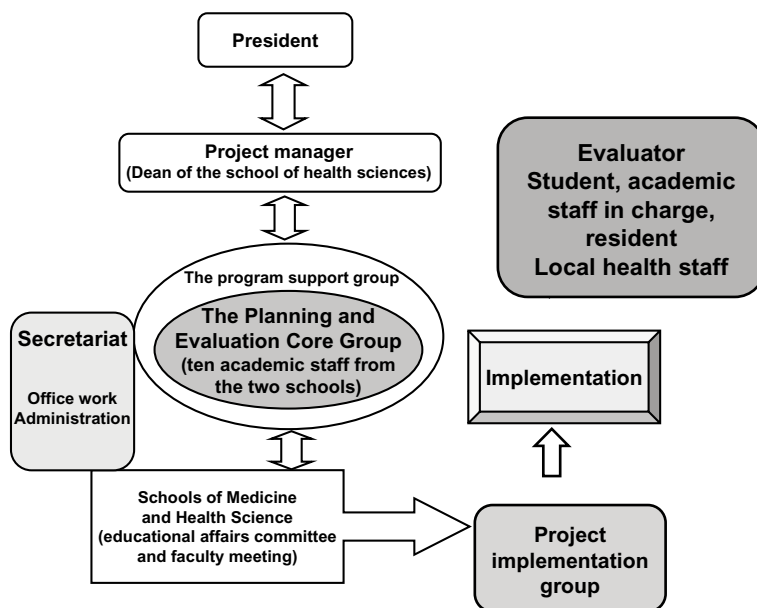 President
Project manager
(Dean of the school of health sciences)
Evaluator
Student, academic
staff in charge,
resident
Local health staff
The program support group
The Planning and
Evaluation Core Group
(ten academic staff from
the two schools)
Secretariat
Office work
Administration
Implementation
Schools of Medicine
and Health Science
(educational affairs committee
and faculty meeting)
Project
implementation
group